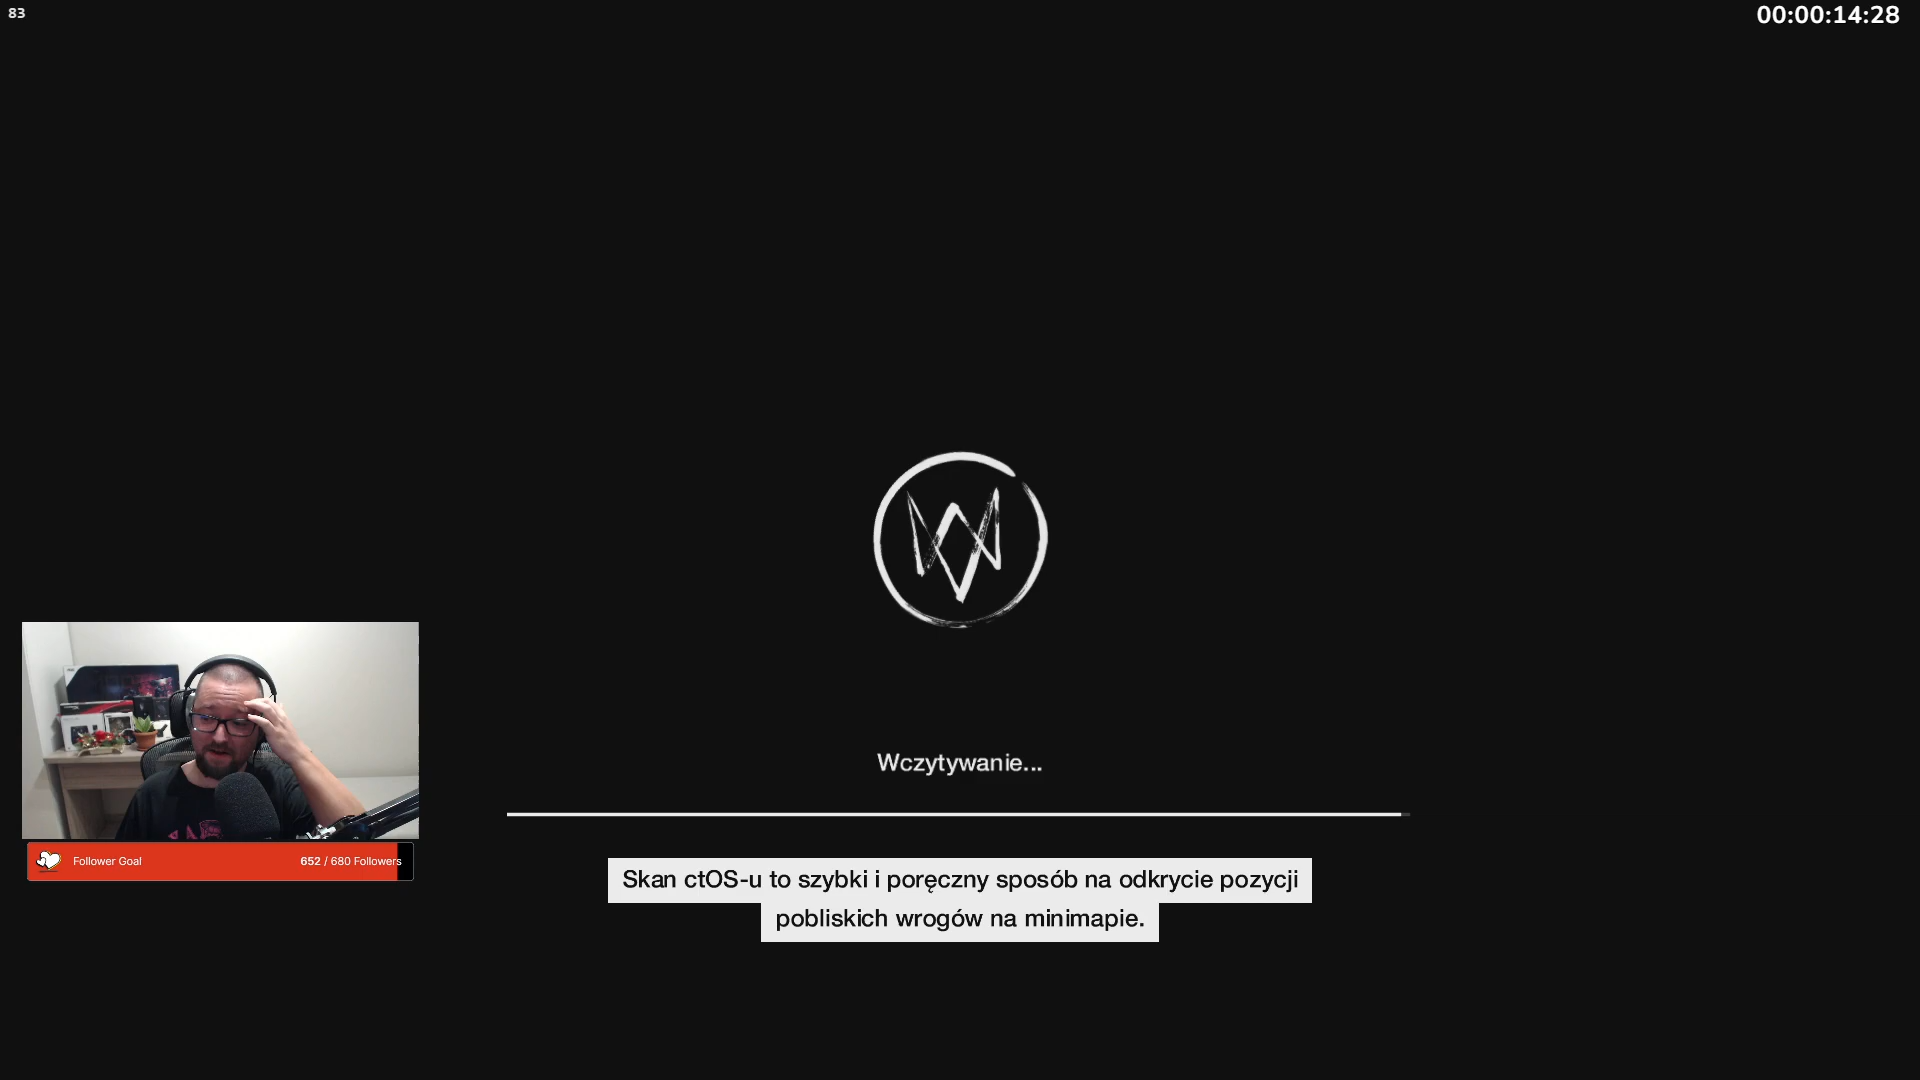 83
00:00:14:28
Wczytywanie...
Follower Goal 652 / 680 Followers
Skan ctOS-u to szybki i poręczny sposób na odkrycie pozycji
pobliskich wrogów na minimapie.